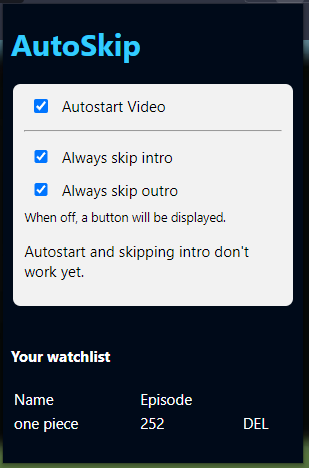 AutoSkip
Autostart Video
Always skip intro
Always skip outro
When off, a button will be displayed.
Autostart and skipping intro don't
work yet.
Your watchlist
Name Episode
one piece 252 DEL